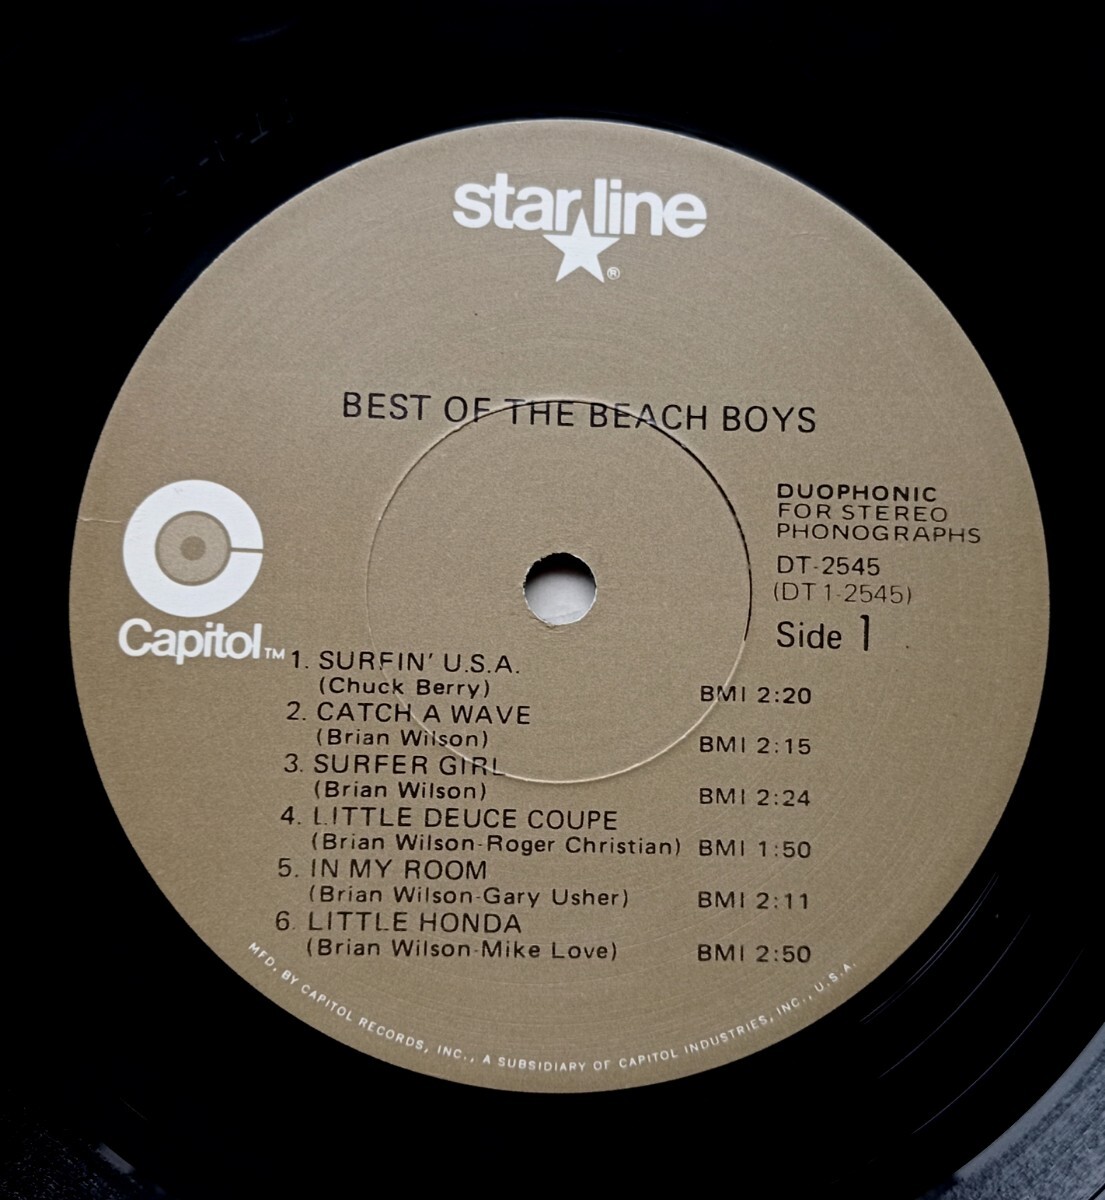 star line
®
BEST OF THE BEACH BOYS
DUOPHONIC
FOR STEREO
PHONOGRAPHS
DT-2545
(DT 1-2545)
Side 1
Capitol™
1. SURFIN' U.S.A.
(Chuck Berry) BMI 2:20
2. CATCH A WAVE
(Brian Wilson) BMI 2:15
3. SURFER GIRL
(Brian Wilson) BMI 2:24
4. LITTLE DEUCE COUPE
(Brian Wilson-Roger Christian) BMI 1:50
5. IN MY ROOM
(Brian Wilson-Gary Usher) BMI 2:11
6. LITTLE HONDA
(Brian Wilson-Mike Love) BMI 2:50
MFD. BY CAPITOL RECORDS, INC., A SUBSIDIARY OF CAPITOL INDUSTRIES, INC., U.S.A.